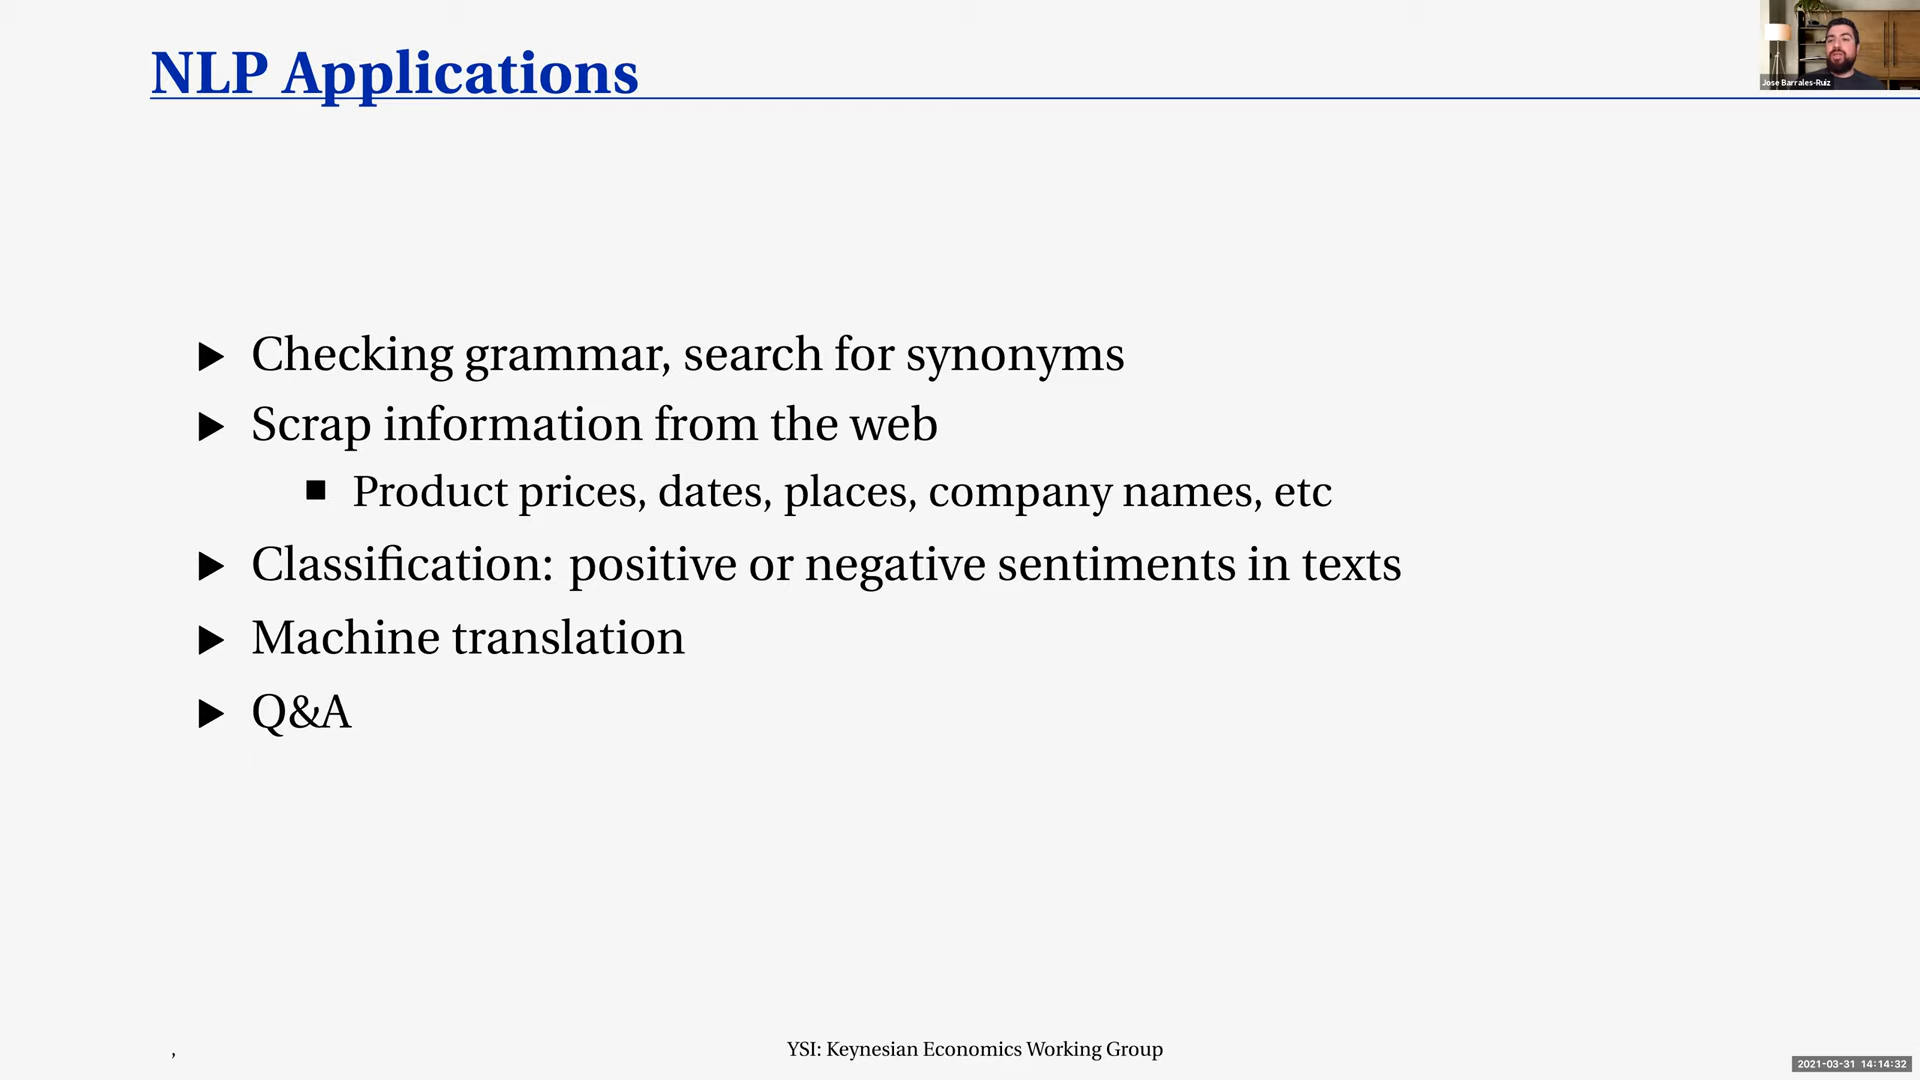 NLP Applications
Jose Barrales-Ruiz
▶ Checking grammar, search for synonyms
▶ Scrap information from the web
■ Product prices, dates, places, company names, etc
▶ Classification: positive or negative sentiments in texts
▶ Machine translation
▶ Q&A
,
YSI: Keynesian Economics Working Group
2021-03-31 14:14:32